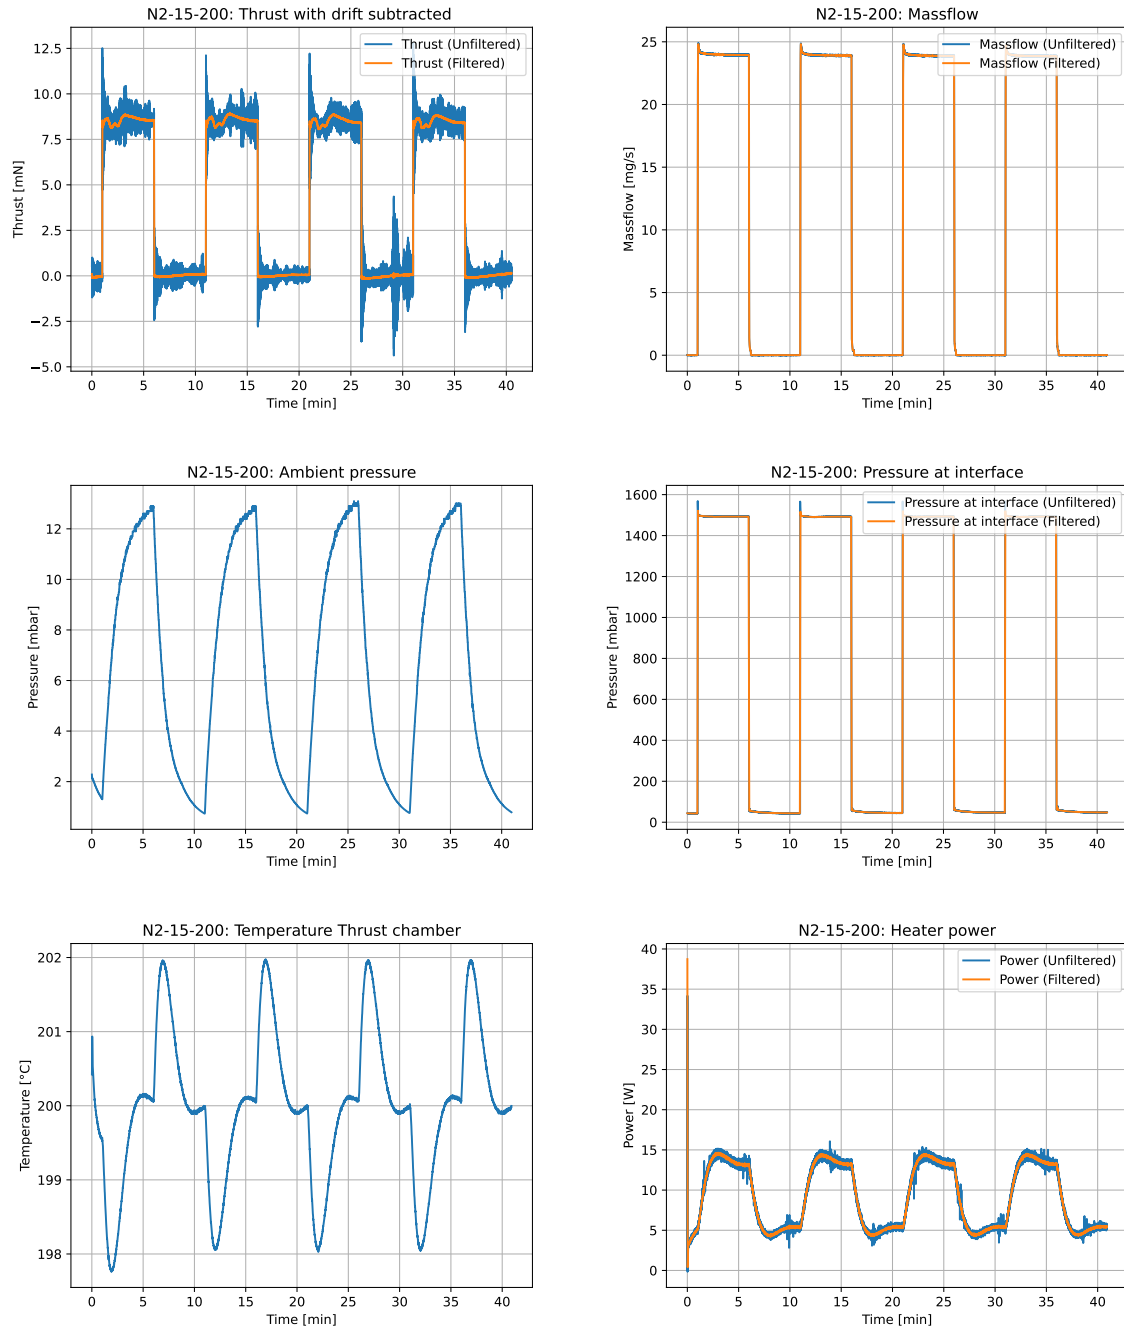 N2-15-200: Thrust with drift subtracted
Thrust (Unfiltered)
Thrust (Filtered)
12.5
10.0
7.5
5.0
2.5
0.0
−2.5
−5.0
Thrust [mN]
0 5 10 15 20 25 30 35 40
Time [min]
N2-15-200: Massflow
Massflow (Unfiltered)
Massflow (Filtered)
25
20
15
10
5
0
Massflow [mg/s]
0 5 10 15 20 25 30 35 40
Time [min]
N2-15-200: Ambient pressure
12
10
8
6
4
2
Pressure [mbar]
0 5 10 15 20 25 30 35 40
Time [min]
N2-15-200: Pressure at interface
Pressure at interface (Unfiltered)
Pressure at interface (Filtered)
1600
1400
1200
1000
800
600
400
200
0
Pressure [mbar]
0 5 10 15 20 25 30 35 40
Time [min]
N2-15-200: Temperature Thrust chamber
202
201
200
199
198
Temperature [°C]
0 5 10 15 20 25 30 35 40
Time [min]
N2-15-200: Heater power
Power (Unfiltered)
Power (Filtered)
40
35
30
25
20
15
10
5
0
Power [W]
0 5 10 15 20 25 30 35 40
Time [min]